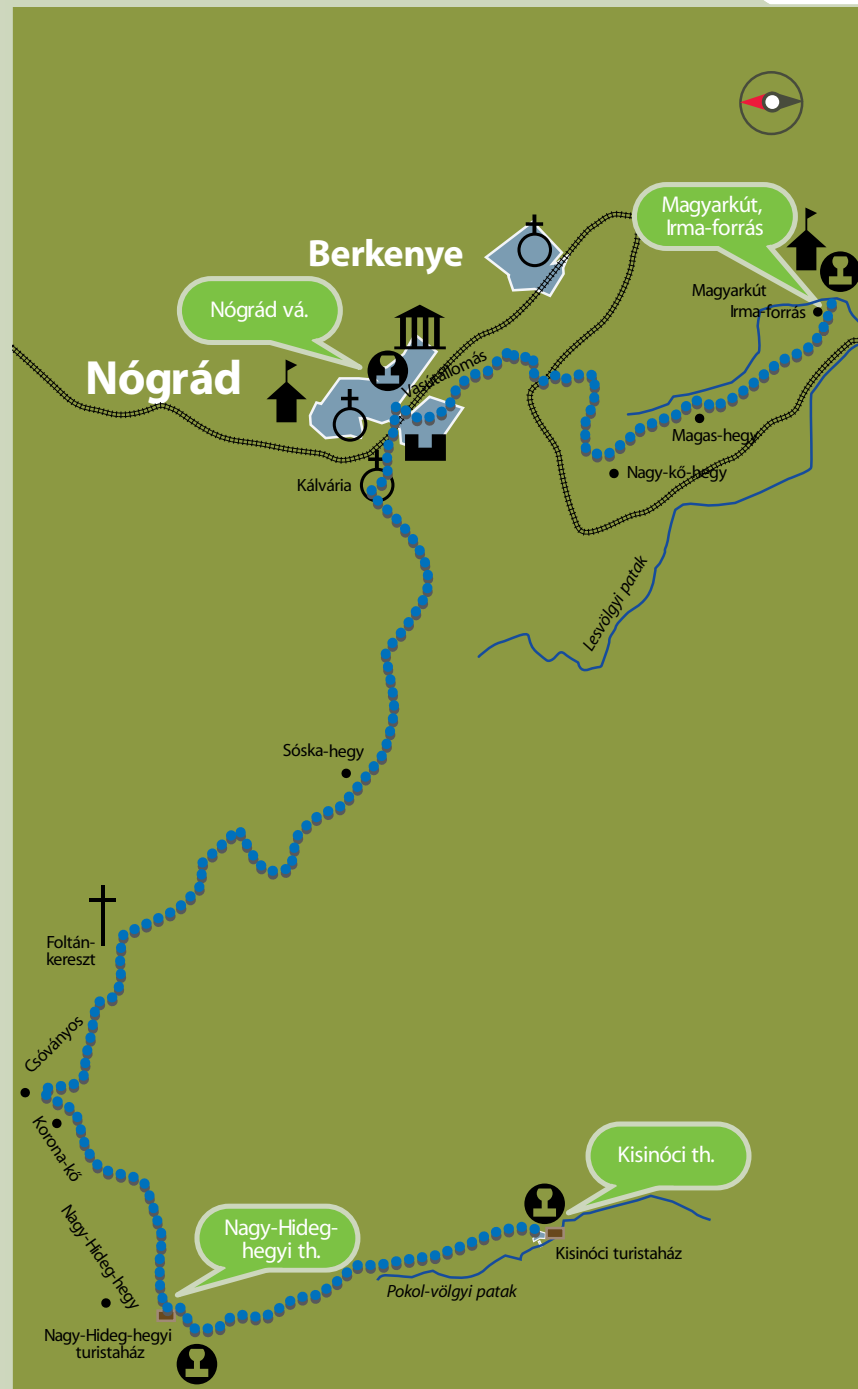 Magyarkút,
Irma-forrás
Berkenye
Magyarkút
Irma-forrás
Nógrád vá.
Nógrád
Vasútállomás
Magas-hegy
Nagy-kő-hegy
Kálvária
Lesvölgyi patak
Sóska-hegy
Foltán-
kereszt
Csóványos
Korona-kő
Kisinóci th.
Nagy-Hideg-hegy
Nagy-Hideg-
hegyi th.
Kisinóci turistaház
Pokol-völgyi patak
Nagy-Hideg-hegyi
turistaház